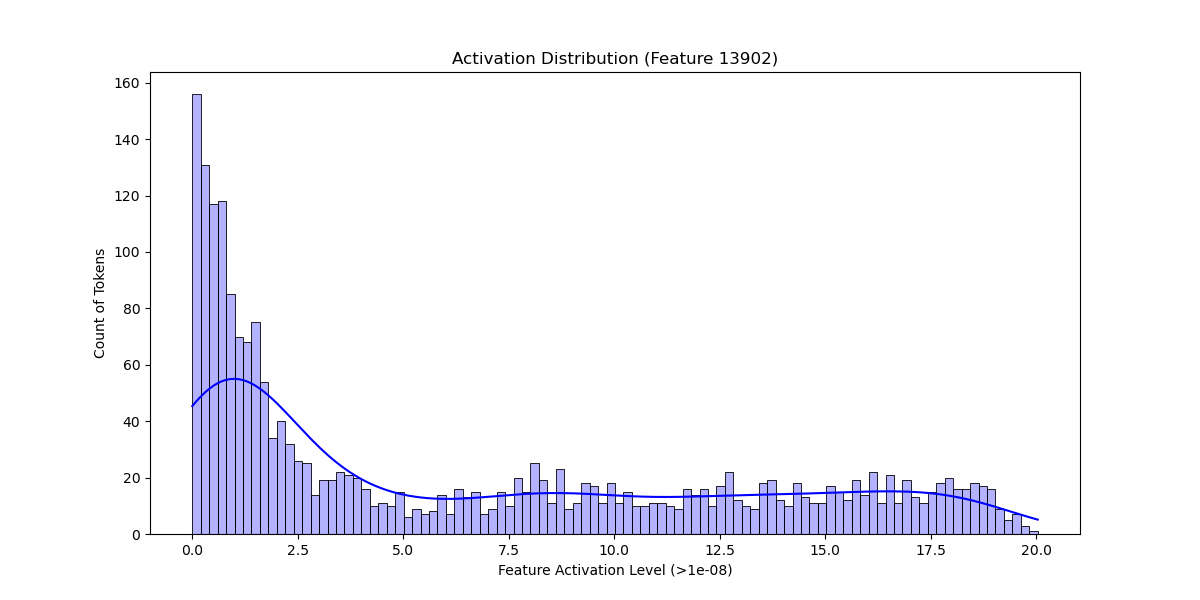 Activation Distribution (Feature 13902)
160
140
120
100
80
60
40
20
0
Count of Tokens
0.0 2.5 5.0 7.5 10.0 12.5 15.0 17.5 20.0
Feature Activation Level (>1e-08)